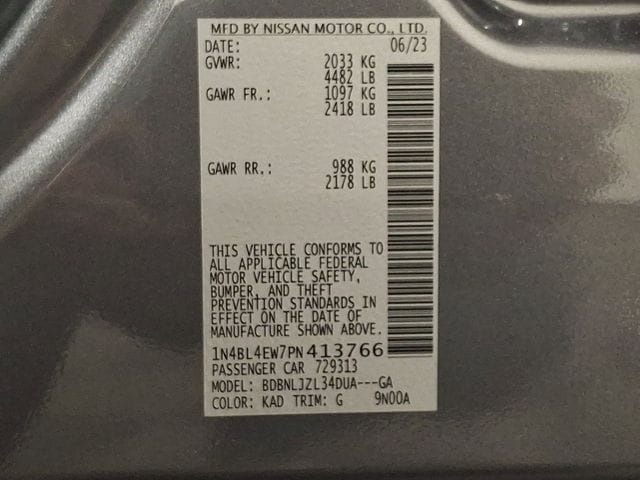 MFD BY NISSAN MOTOR CO., LTD.
DATE: 06/23
GVWR: 2033 KG
4482 LB
GAWR FR.: 1097 KG
2418 LB
GAWR RR.: 988 KG
2178 LB
THIS VEHICLE CONFORMS TO
ALL APPLICABLE FEDERAL
MOTOR VEHICLE SAFETY,
BUMPER, AND THEFT
PREVENTION STANDARDS IN
EFFECT ON THE DATE OF
MANUFACTURE SHOWN ABOVE.
1N4BL4EW7PN413766
PASSENGER CAR 729313
MODEL: BDBNLJZL34DUA---GA
COLOR: KAD TRIM: G 9N00A